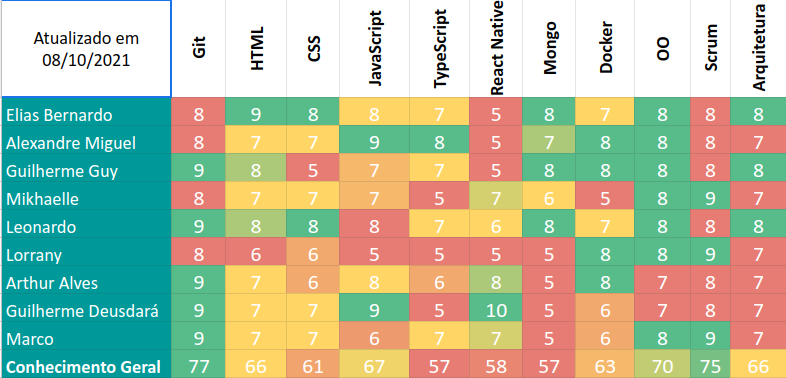 Atualizado em
08/10/2021
Git HTML CSS JavaScript TypeScript React Native Mongo Docker OO Scrum Arquitetura
Elias Bernardo 8 9 8 8 7 5 8 7 8 8 8
Alexandre Miguel 8 7 7 9 8 5 7 8 8 8 7
Guilherme Guy 9 8 5 7 7 5 8 8 8 8 8
Mikhaelle 8 7 7 7 5 7 6 5 8 9 7
Leonardo 9 8 8 8 7 6 8 7 8 8 8
Lorrany 8 6 6 5 5 5 5 8 8 9 7
Arthur Alves 9 7 6 8 6 8 5 8 7 8 7
Guilherme Deusdará 9 7 7 9 5 10 5 6 7 8 7
Marco 9 7 7 6 7 7 5 6 8 9 7
Conhecimento Geral 77 66 61 67 57 58 57 63 70 75 66